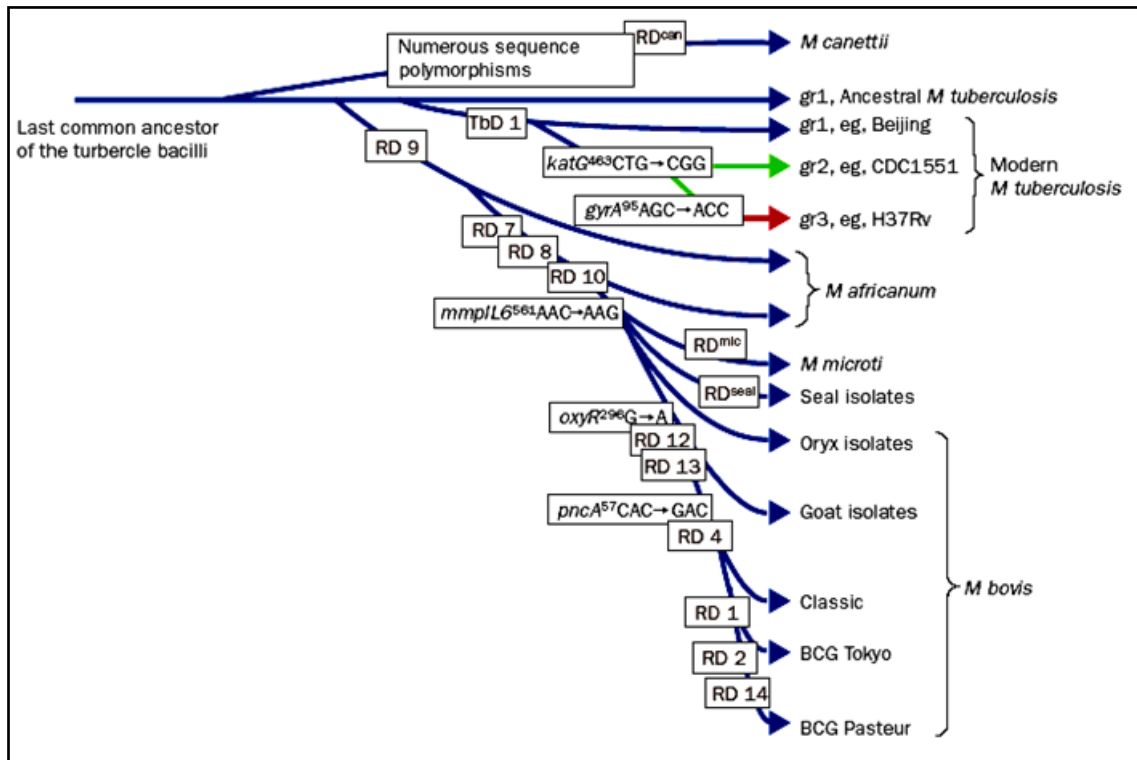 Numerous sequence
polymorphisms
RDcan
M canettii
Last common ancestor
of the turbercle bacilli
gr1, Ancestral M tuberculosis
TbD 1
gr1, eg, Beijing
RD 9
katG463CTG→CGG
gr2, eg, CDC1551
Modern
M tuberculosis
gyrA95AGC→ACC
gr3, eg, H37Rv
RD 7
RD 8
RD 10
M africanum
mmplL6561AAC→AAG
RDmic
M microti
RDseal
Seal isolates
oxyR296G→A
RD 12
RD 13
Oryx isolates
pncA57CAC→GAC
Goat isolates
RD 4
M bovis
Classic
RD 1
BCG Tokyo
RD 2
RD 14
BCG Pasteur